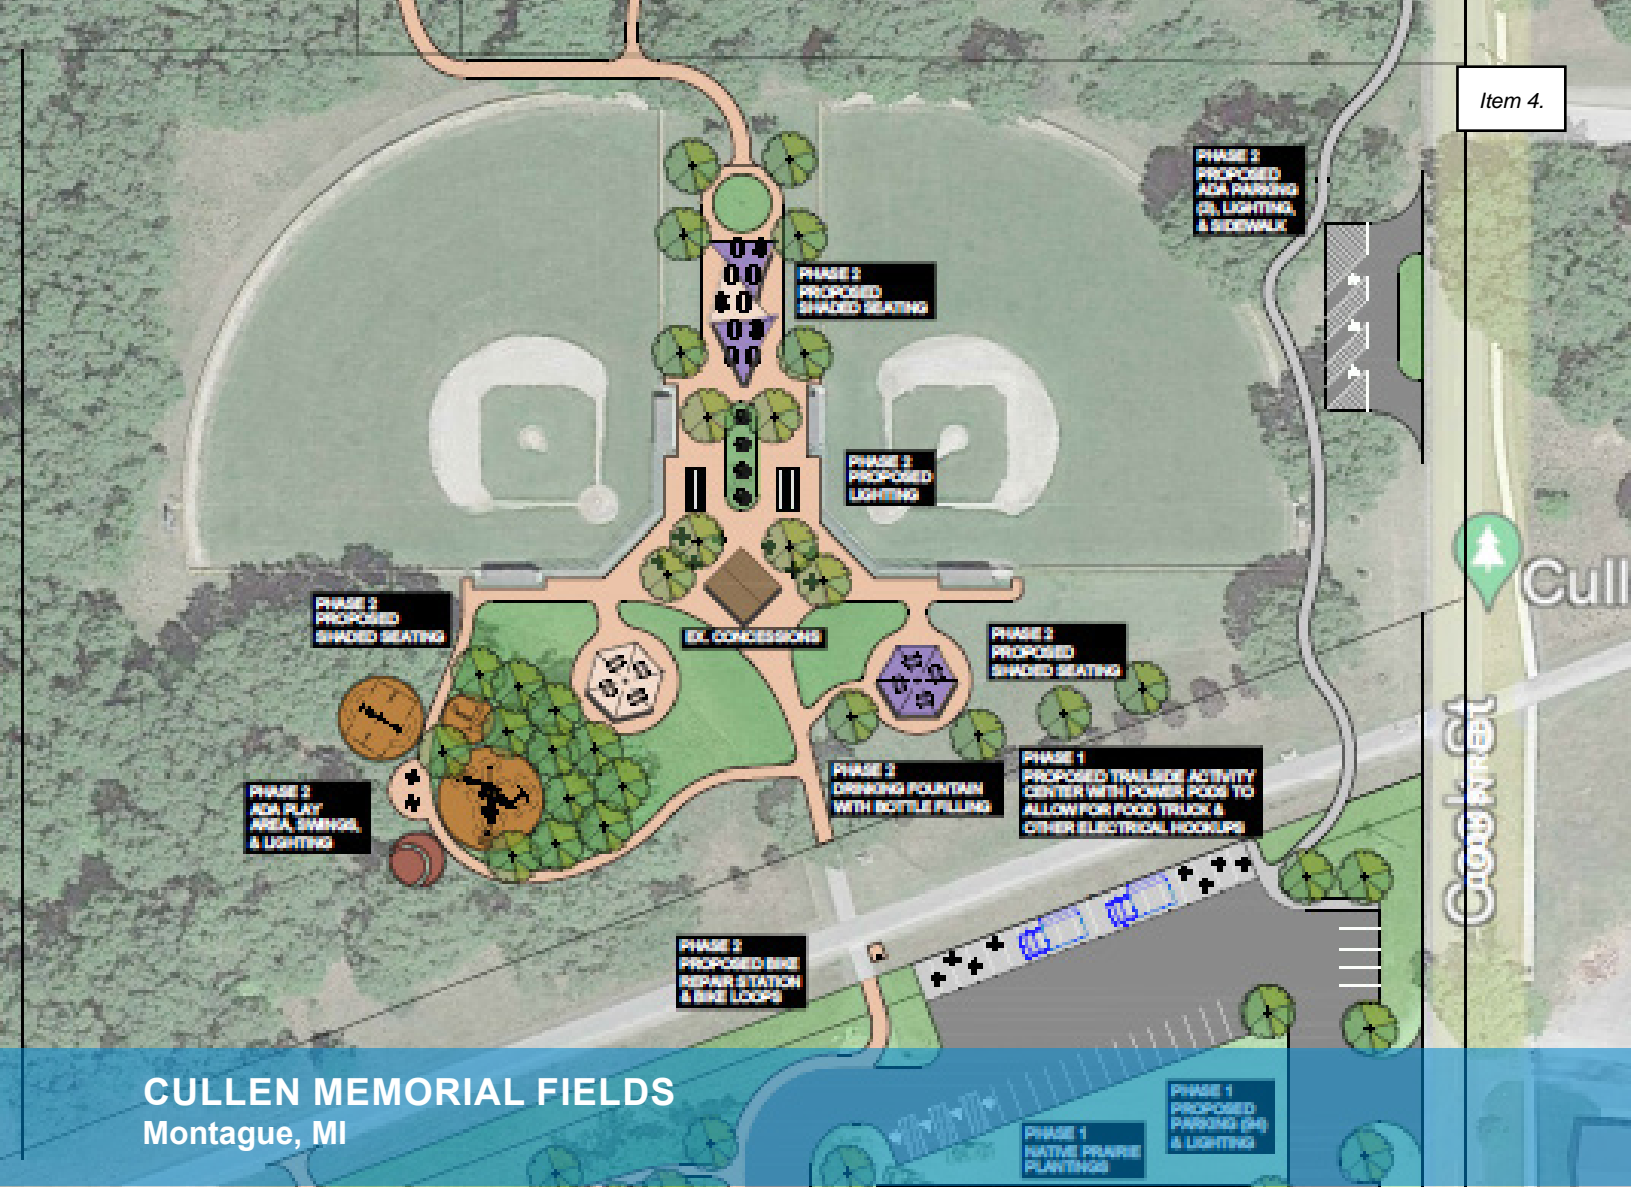 Item 4.
PHASE 2
PROPOSED
ADA PARKING
(3), LIGHTING,
& SIDEWALK
PHASE 2
PROPOSED
SHADED SEATING
PHASE 2
PROPOSED
LIGHTING
Cull
PHASE 2
PROPOSED
SHADED SEATING
EX. CONCESSIONS
PHASE 2
PROPOSED
SHADED SEATING
PHASE 2
DRINKING FOUNTAIN
WITH BOTTLE FILLING
PHASE 1
PROPOSED TRAILSIDE ACTIVITY
CENTER WITH POWER PODS TO
ALLOW FOR FOOD TRUCK &
OTHER ELECTRICAL HOOKUPS
PHASE 2
ADA PLAY
AREA, SWINGS,
& LIGHTING
Cook St
PHASE 2
PROPOSED BIKE
REPAIR STATION
& BIKE LOOPS
CULLEN MEMORIAL FIELDS
Montague, MI
PHASE 1
PROPOSED
PARKING
& LIGHTING
PHASE 1
NATIVE PRAIRIE
PLANTINGS